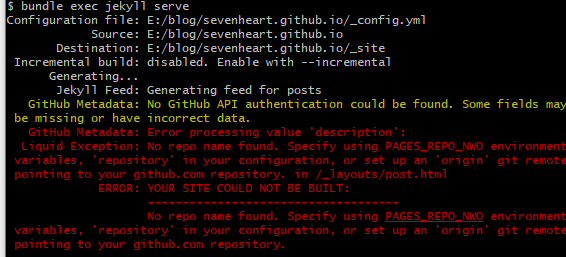 $ bundle exec jekyll serve
Configuration file: E:/blog/sevenheart.github.io/_config.yml
Source: E:/blog/sevenheart.github.io
Destination: E:/blog/sevenheart.github.io/_site
Incremental build: disabled. Enable with --incremental
Generating...
Jekyll Feed: Generating feed for posts
GitHub Metadata: No GitHub API authentication could be found. Some fields may
be missing or have incorrect data.
GitHub Metadata: Error processing value 'description':
Liquid Exception: No repo name found. Specify using PAGES_REPO_NWO environment
variables, 'repository' in your configuration, or set up an 'origin' git remote
pointing to your github.com repository. in /_layouts/post.html
ERROR: YOUR SITE COULD NOT BE BUILT:
------------------------------------
No repo name found. Specify using PAGES_REPO_NWO environment
variables, 'repository' in your configuration, or set up an 'origin' git remote
pointing to your github.com repository.